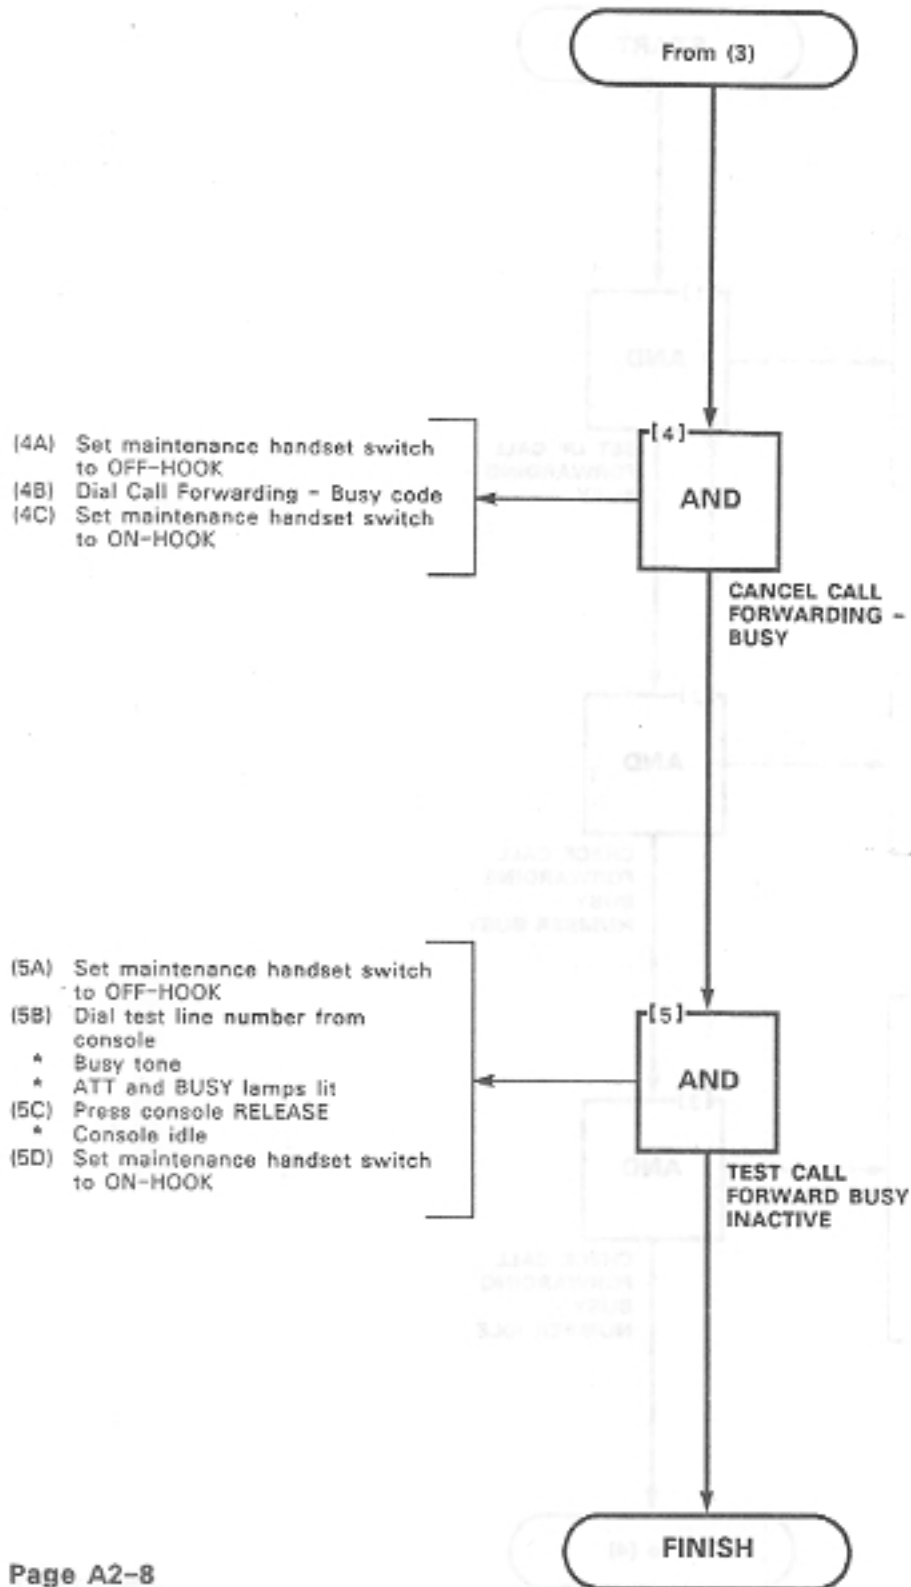 From (3)
[4]
AND
(4A) Set maintenance handset switch
to OFF-HOOK
(4B) Dial Call Forwarding - Busy code
(4C) Set maintenance handset switch
to ON-HOOK
CANCEL CALL
FORWARDING -
BUSY
[5]
AND
(5A) Set maintenance handset switch
to OFF-HOOK
(5B) Dial test line number from
console
* Busy tone
* ATT and BUSY lamps lit
(5C) Press console RELEASE
* Console idle
(5D) Set maintenance handset switch
to ON-HOOK
TEST CALL
FORWARD BUSY
INACTIVE
FINISH
Page A2-8